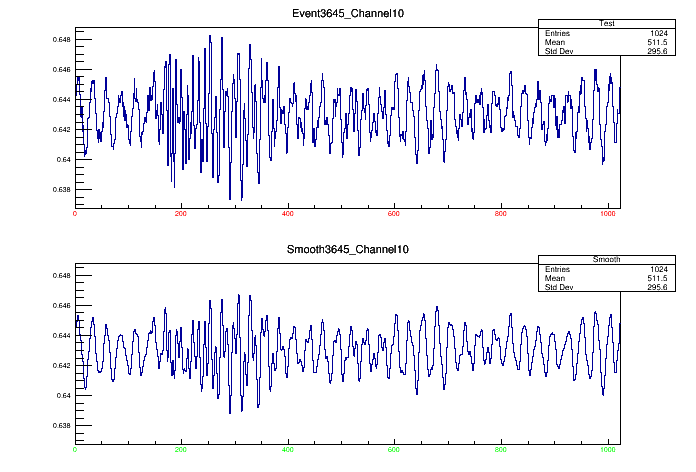 Event3645_Channel10
Test
Entries 1024
Mean 511.5
Std Dev 295.6
0.648
0.646
0.644
0.642
0.64
0.638
0 200 400 600 800 1000
Smooth3645_Channel10
Smooth
Entries 1024
Mean 511.5
Std Dev 295.6
0.648
0.646
0.644
0.642
0.64
0.638
0 200 400 600 800 1000